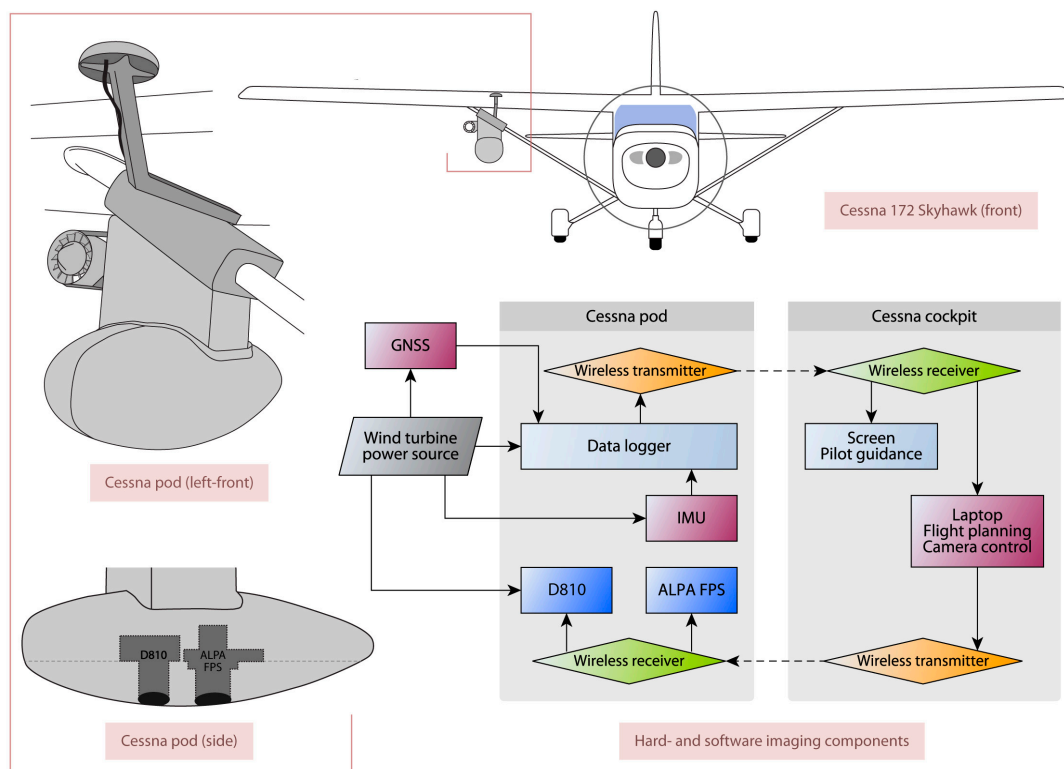 Cessna 172 Skyhawk (front)
Cessna pod (left-front)
D810
ALPA
FPS
Cessna pod (side)
Cessna pod
Cessna cockpit
GNSS
Wireless transmitter
Wireless receiver
Wind turbine
power source
Data logger
Screen
Pilot guidance
IMU
Laptop
Flight planning
Camera control
D810
ALPA FPS
Wireless receiver
Wireless transmitter
Hard- and software imaging components